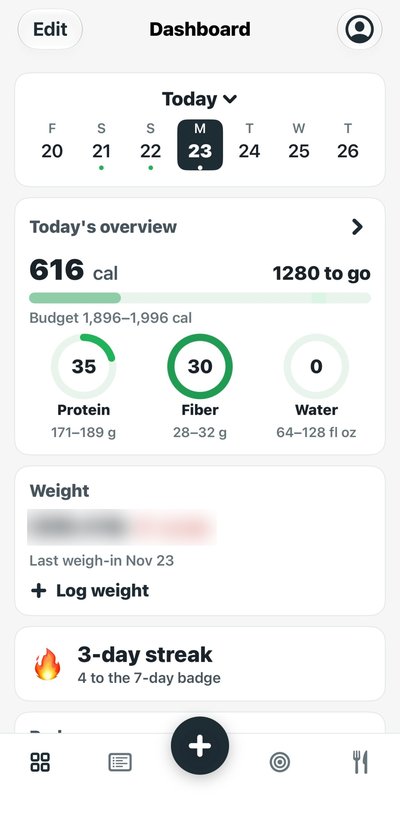 Edit
Dashboard
Today
F S S M T W T
20 21 22 23 24 25 26
Today's overview
616 cal
1280 to go
Budget 1,896–1,996 cal
35 30 0
Protein Fiber Water
171–189 g 28–32 g 64–128 fl oz
Weight
Last weigh-in Nov 23
+ Log weight
3-day streak
4 to the 7-day badge